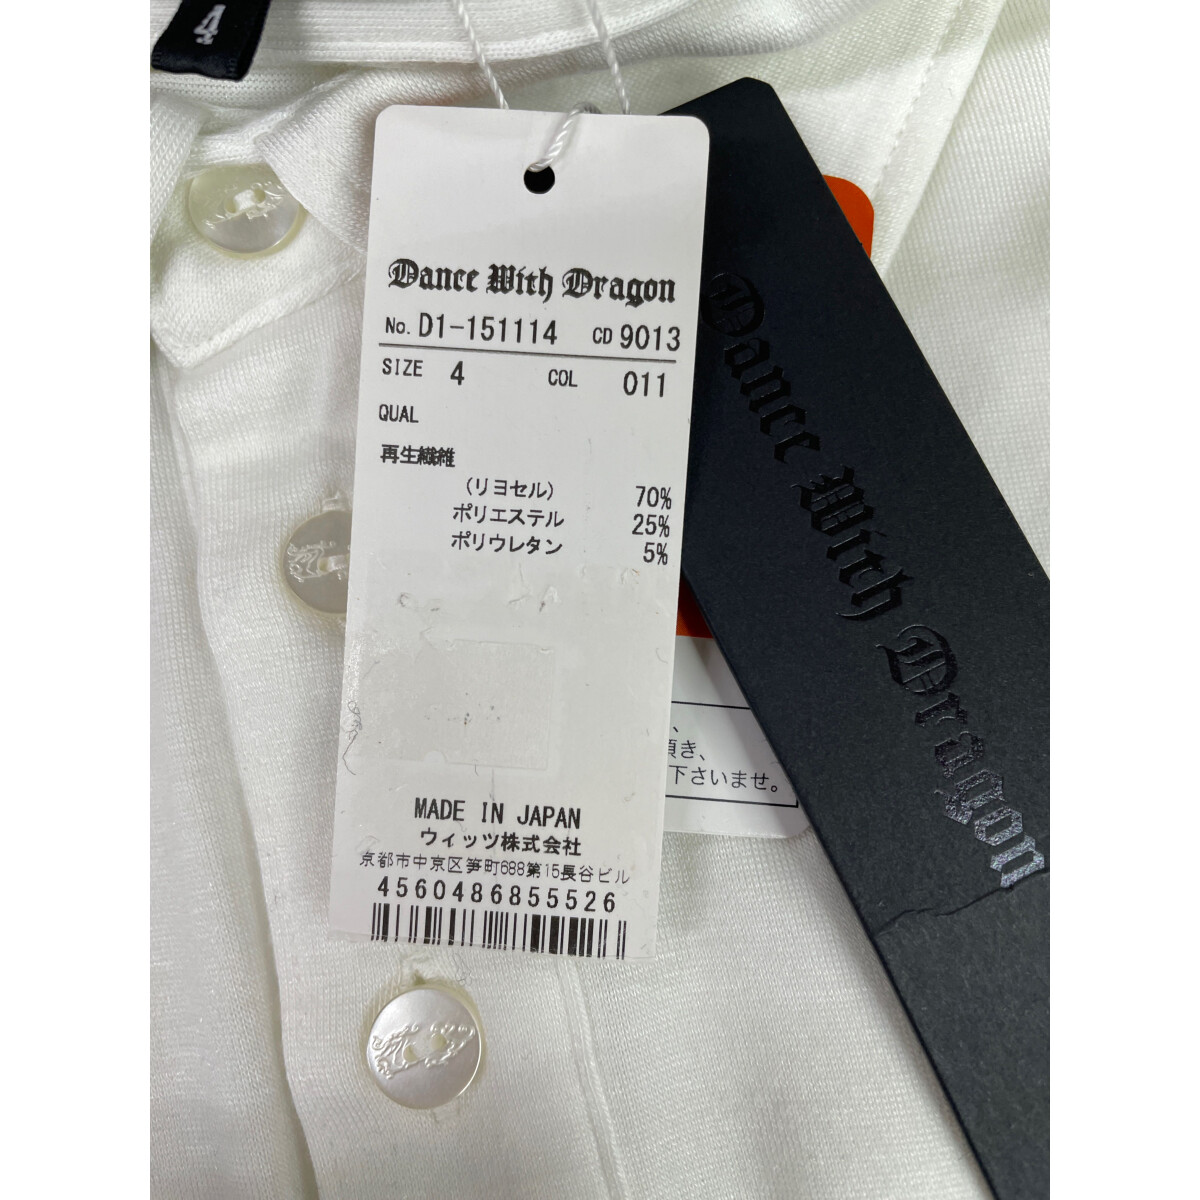 4
Dance With Dragon
No. D1-151114 CD 9013
SIZE 4 COL 011
QUAL
再生繊維
(リヨセル) 70%
ポリエステル 25%
ポリウレタン 5%
MADE IN JAPAN
ウィッツ株式会社
京都市中京区笋町688第15長谷ビル
4560486855526
Dance With Dragon
、
頂き、
下さいませ。